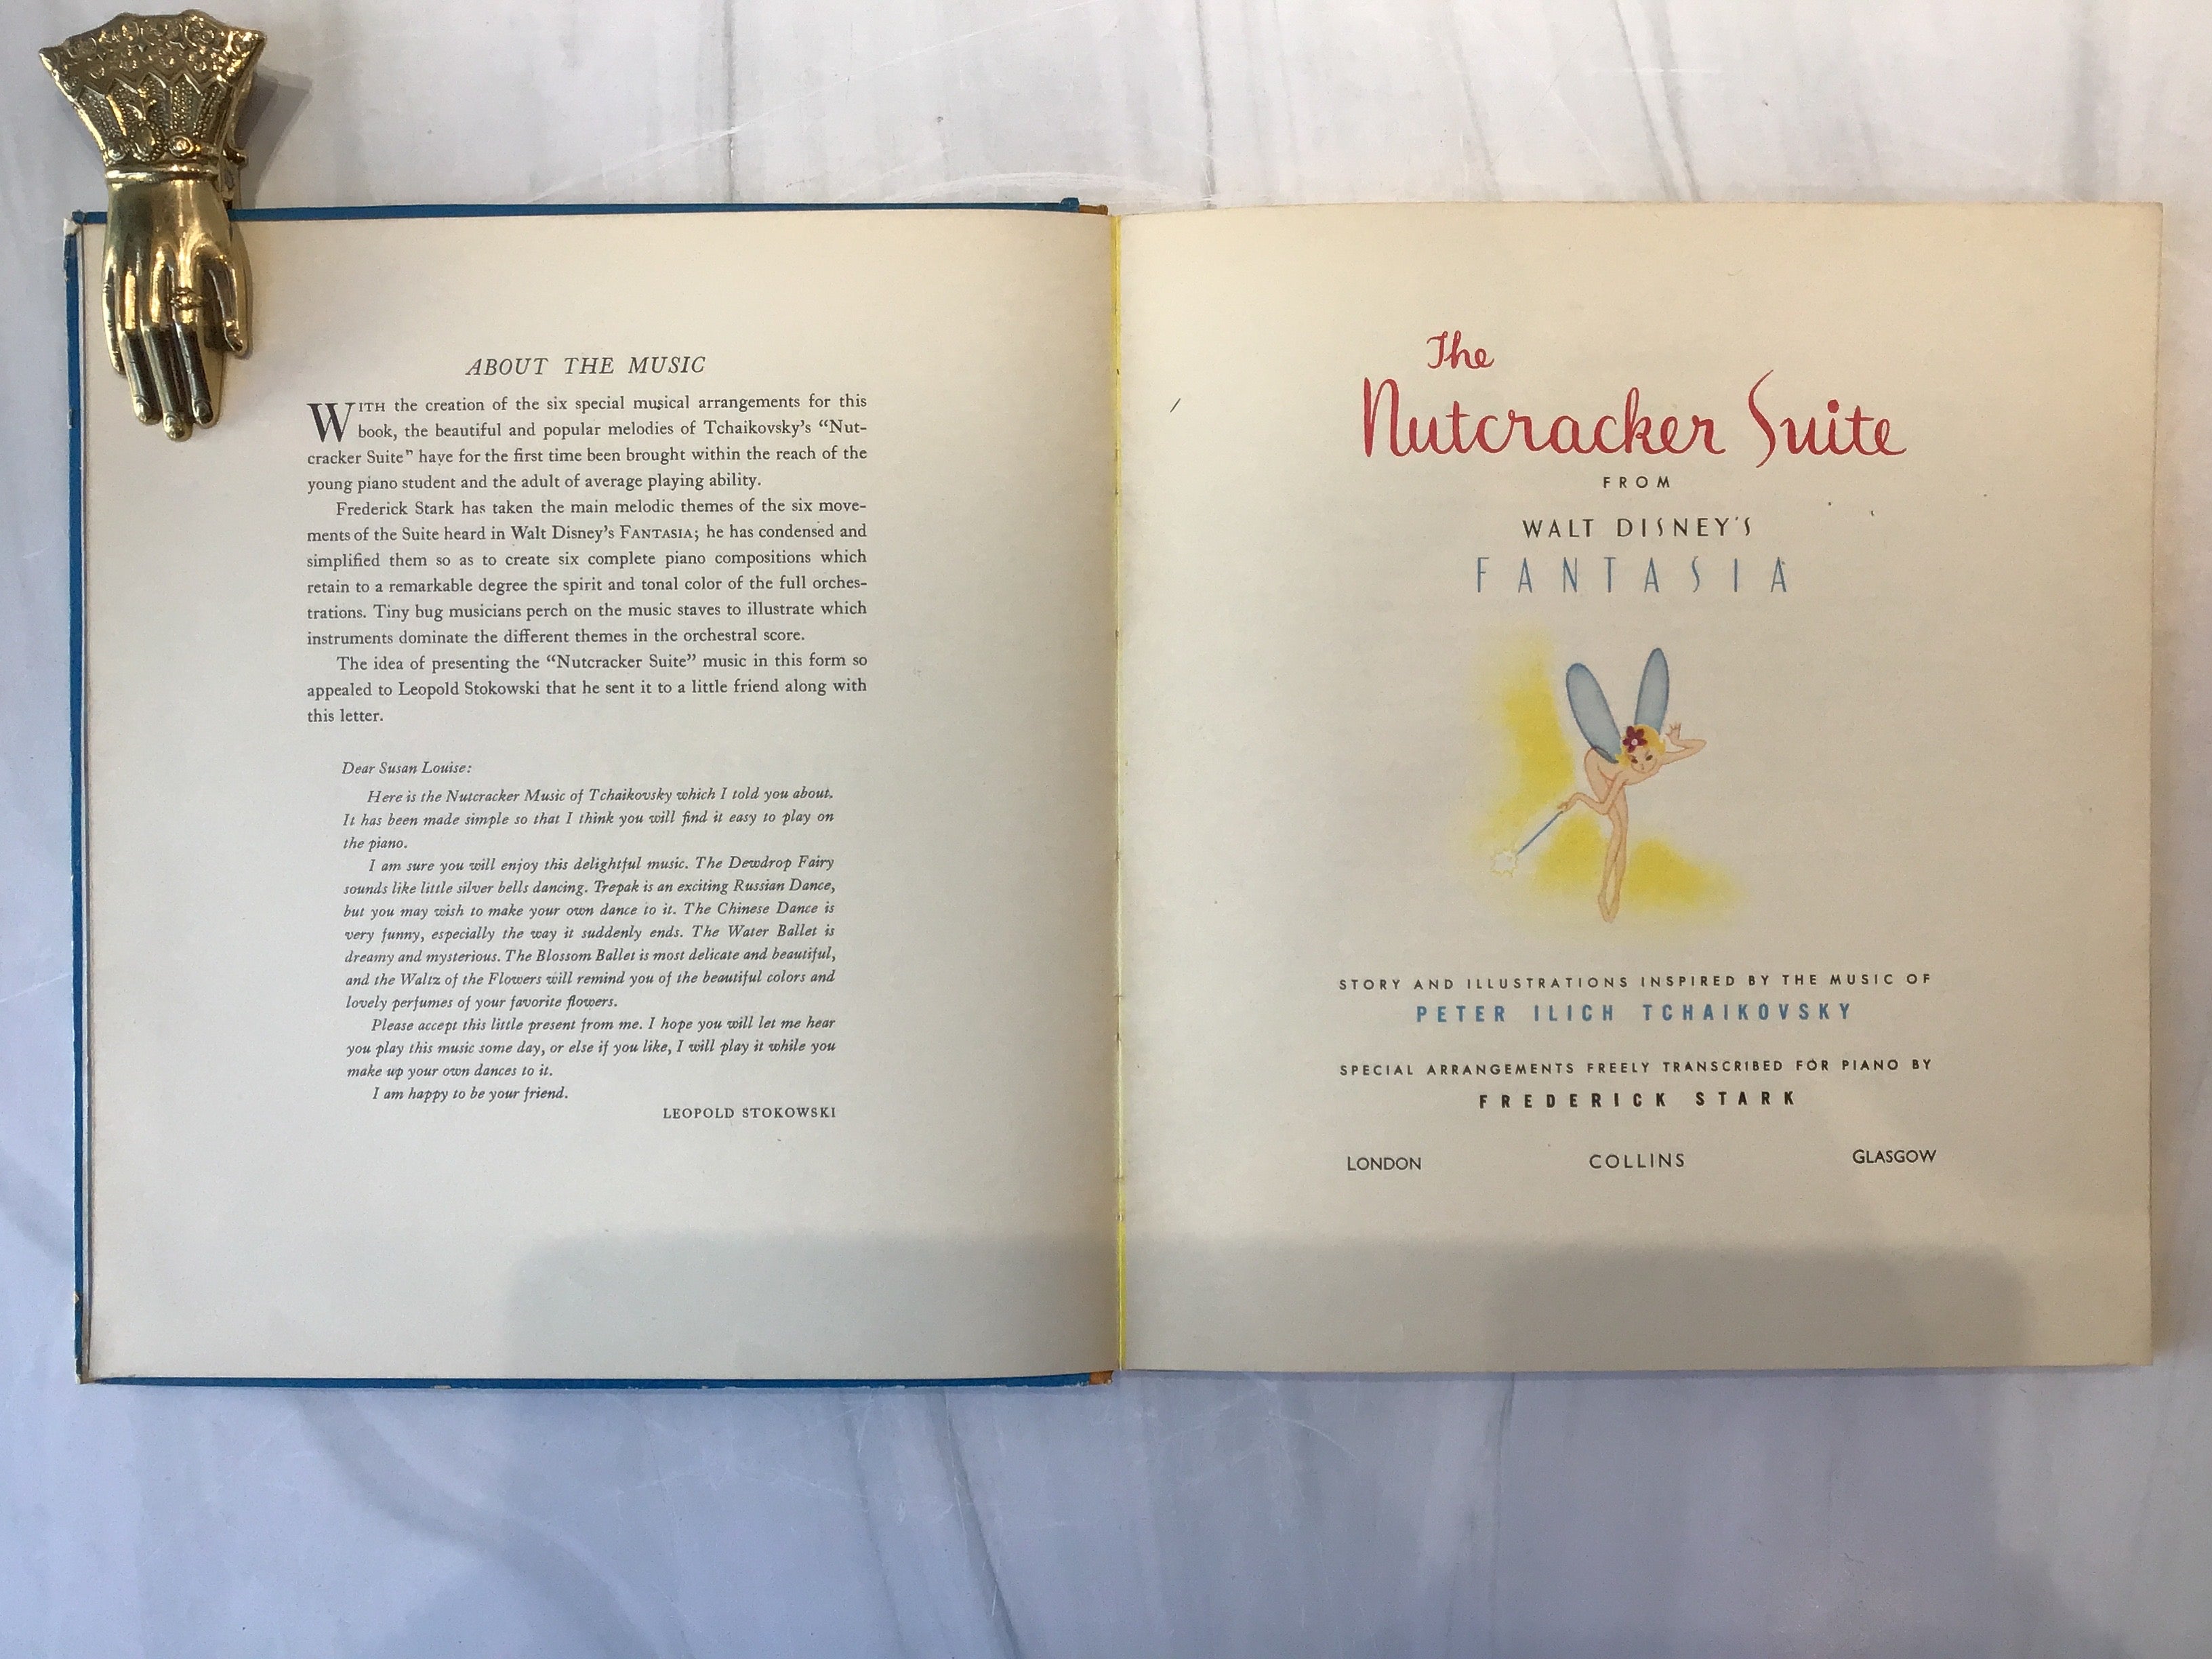 ABOUT THE MUSIC
WITH the creation of the six special musical arrangements for this
book, the beautiful and popular melodies of Tchaikovsky's “Nut-
cracker Suite” have for the first time been brought within the reach of the
young piano student and the adult of average playing ability.
Frederick Stark has taken the main melodic themes of the six move-
ments of the Suite heard in Walt Disney's FANTASIA; he has condensed and
simplified them so as to create six complete piano compositions which
retain to a remarkable degree the spirit and tonal color of the full orches-
trations. Tiny bug musicians perch on the music staves to illustrate which
instruments dominate the different themes in the orchestral score.
The idea of presenting the “Nutcracker Suite” music in this form so
appealed to Leopold Stokowski that he sent it to a little friend along with
this letter.
Dear Susan Louise:
Here is the Nutcracker Music of Tchaikovsky which I told you about.
It has been made simple so that I think you will find it easy to play on
the piano.
I am sure you will enjoy this delightful music. The Dewdrop Fairy
sounds like little silver bells dancing. Trepak is an exciting Russian Dance,
but you may wish to make your own dance to it. The Chinese Dance is
very funny, especially the way it suddenly ends. The Water Ballet is
dreamy and mysterious. The Blossom Ballet is most delicate and beautiful,
and the Waltz of the Flowers will remind you of the beautiful colors and
lovely perfumes of your favorite flowers.
Please accept this little present from me. I hope you will let me hear
you play this music some day, or else if you like, I will play it while you
make up your own dances to it.
I am happy to be your friend.
LEOPOLD STOKOWSKI
The
Nutcracker Suite
FROM
WALT DISNEY'S
FANTASIA
STORY AND ILLUSTRATIONS INSPIRED BY THE MUSIC OF
PETER ILICH TCHAIKOVSKY
SPECIAL ARRANGEMENTS FREELY TRANSCRIBED FOR PIANO BY
FREDERICK STARK
LONDON COLLINS GLASGOW